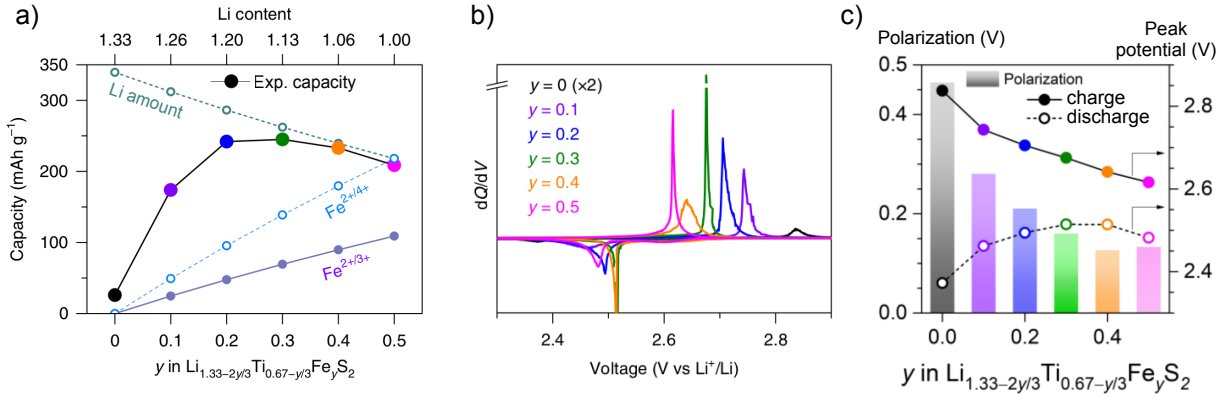 a)
Li content
1.33 1.26 1.20 1.13 1.06 1.00
350
300
250
200
150
100
50
0
Capacity (mAh g⁻¹)
Exp. capacity
Li amount
Fe²⁺/⁴⁺
Fe²⁺/³⁺
0 0.1 0.2 0.3 0.4 0.5
y in Li₁.₃₃₋₂y/₃Ti₀.₆₇₋y/₃FeyS₂
b)
dQ/dV
y = 0 (×2)
y = 0.1
y = 0.2
y = 0.3
y = 0.4
y = 0.5
2.4 2.6 2.8
Voltage (V vs Li⁺/Li)
c)
Polarization (V)
Peak
potential (V)
0.5
0.4
0.3
0.2
0.1
0.0
Polarization
charge
discharge
2.8
2.6
2.4
0.0 0.2 0.4
y in Li₁.₃₃₋₂y/₃Ti₀.₆₇₋y/₃FeyS₂